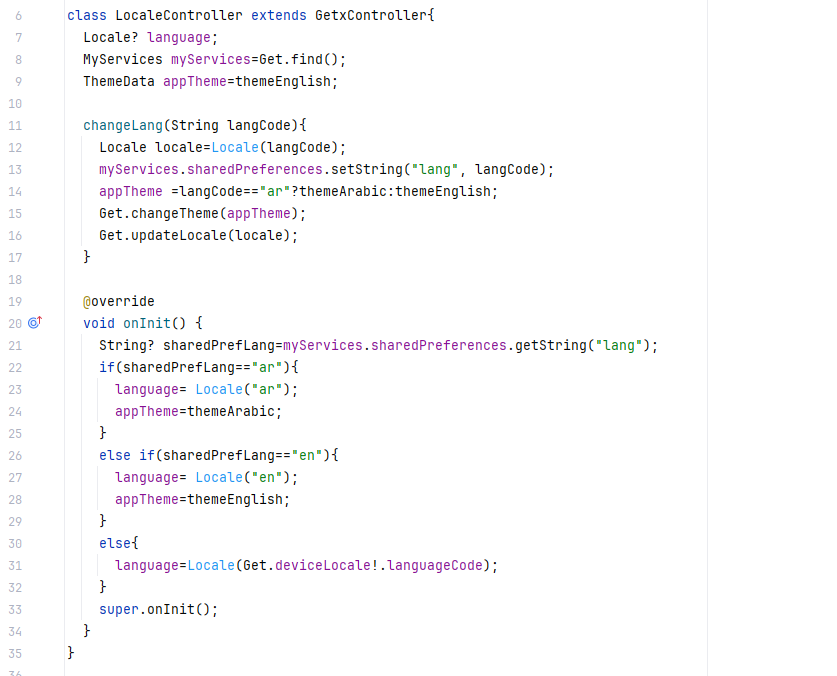 6 class LocaleController extends GetxController{
7   Locale? language;
8   MyServices myServices=Get.find();
9   ThemeData appTheme=themeEnglish;
10
11   changeLang(String langCode){
12     Locale locale=Locale(langCode);
13     myServices.sharedPreferences.setString("lang", langCode);
14     appTheme =langCode=="ar"?themeArabic:themeEnglish;
15     Get.changeTheme(appTheme);
16     Get.updateLocale(locale);
17   }
18
19   @override
20   void onInit() {
21     String? sharedPrefLang=myServices.sharedPreferences.getString("lang");
22     if(sharedPrefLang=="ar"){
23       language= Locale("ar");
24       appTheme=themeArabic;
25     }
26     else if(sharedPrefLang=="en"){
27       language= Locale("en");
28       appTheme=themeEnglish;
29     }
30     else{
31       language=Locale(Get.deviceLocale!.languageCode);
32     }
33     super.onInit();
34   }
35 }
36